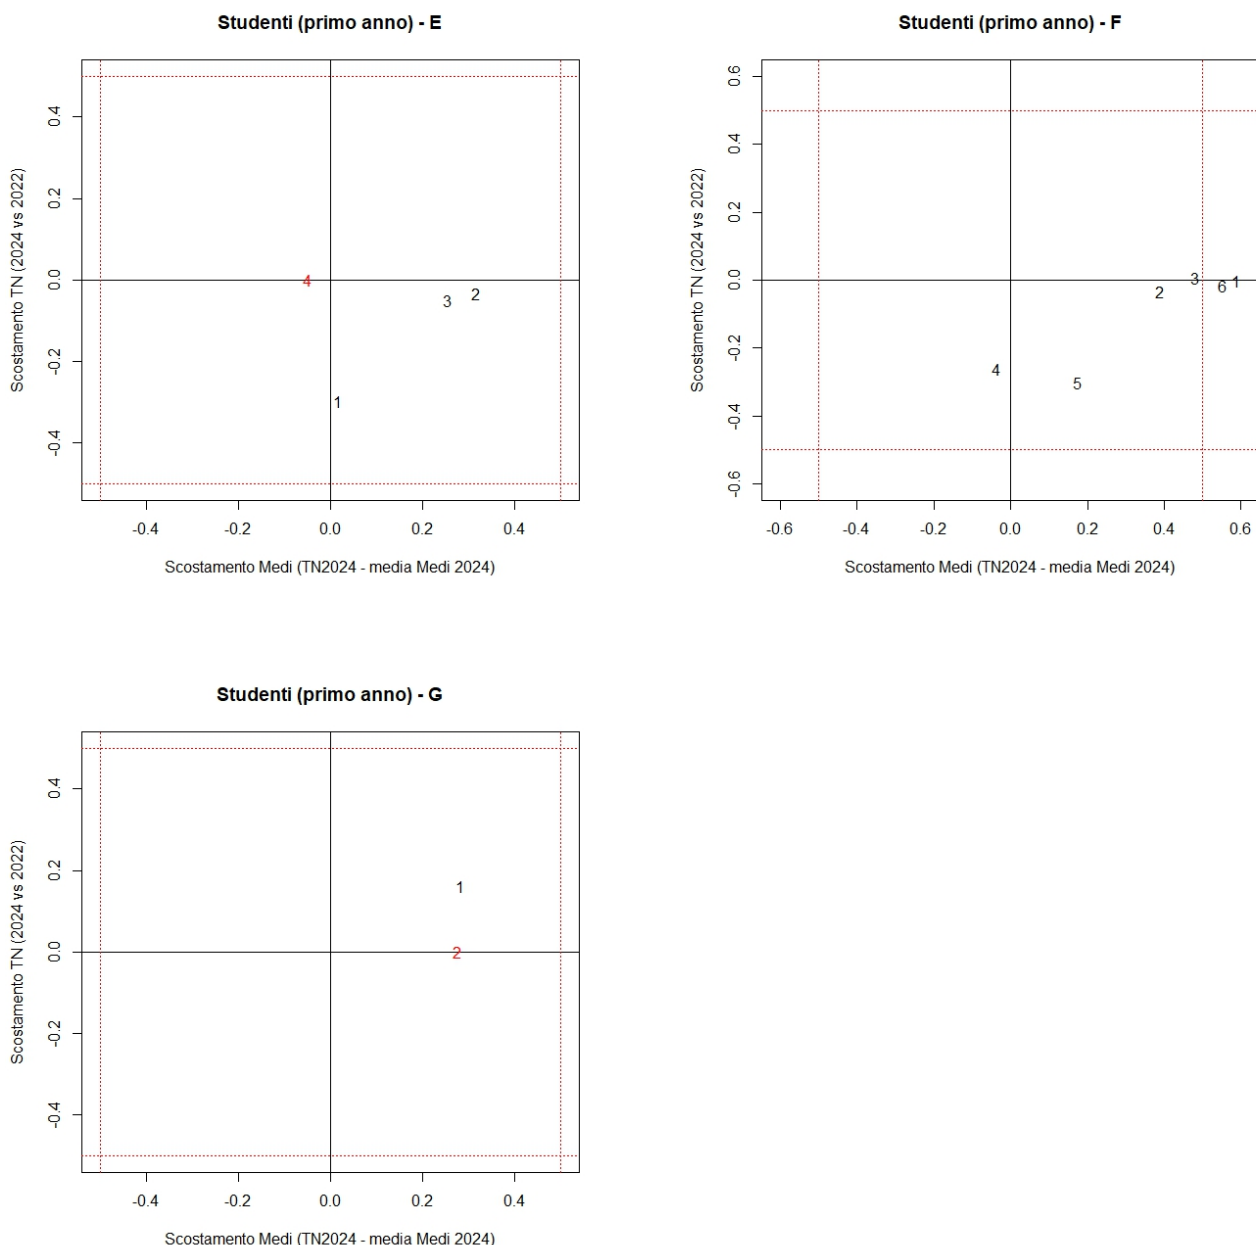 Studenti (primo anno) - E
Scostamento TN (2024 vs 2022)
0.4
0.2
0.0
-0.2
-0.4
4
2
3
1
-0.4 -0.2 0.0 0.2 0.4
Scostamento Medi (TN2024 - media Medi 2024)
Studenti (primo anno) - F
Scostamento TN (2024 vs 2022)
0.6
0.4
0.2
0.0
-0.2
-0.4
-0.6
3
1
6
2
4
5
-0.6 -0.4 -0.2 0.0 0.2 0.4 0.6
Scostamento Medi (TN2024 - media Medi 2024)
Studenti (primo anno) - G
Scostamento TN (2024 vs 2022)
0.4
0.2
0.0
-0.2
-0.4
1
2
-0.4 -0.2 0.0 0.2 0.4
Scostamento Medi (TN2024 - media Medi 2024)